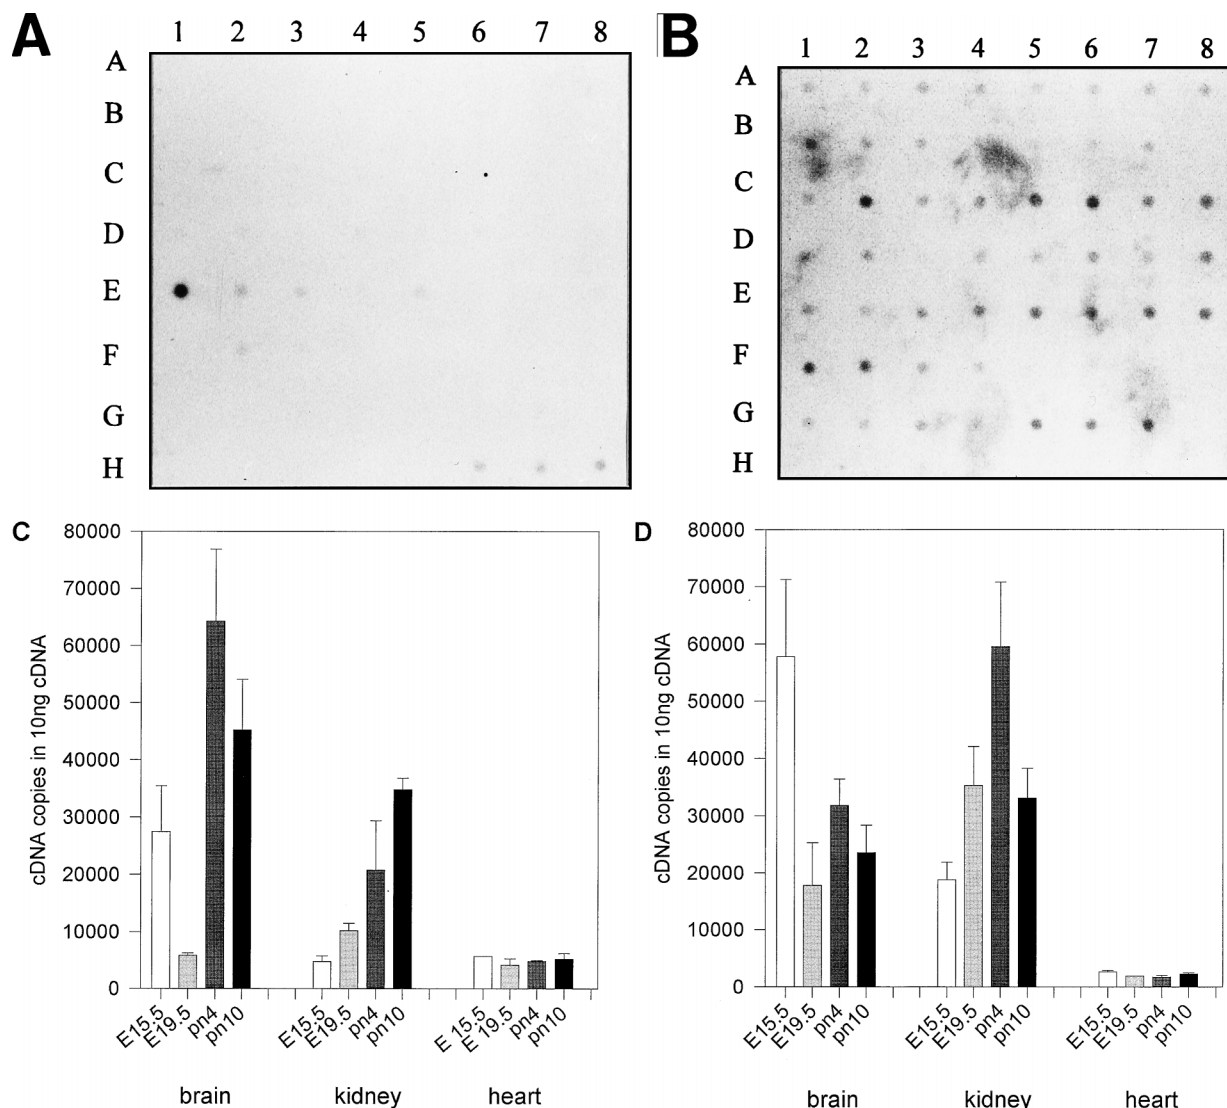 A
1 2 3 4 5 6 7 8
A
B
C
D
E
F
G
H
B
1 2 3 4 5 6 7 8
A
B
C
D
E
F
G
H
C
80000
70000
60000
50000
40000
30000
20000
10000
0
cDNA copies in 10ng cDNA
E15.5 E19.5 pn4 pn10 E15.5 E19.5 pn4 pn10 E15.5 E19.5 pn4 pn10
brain kidney heart
D
80000
70000
60000
50000
40000
30000
20000
10000
0
cDNA copies in 10ng cDNA
E15.5 E19.5 pn4 pn10 E15.5 E19.5 pn4 pn10 E15.5 E19.5 pn4 pn10
brain kidney heart